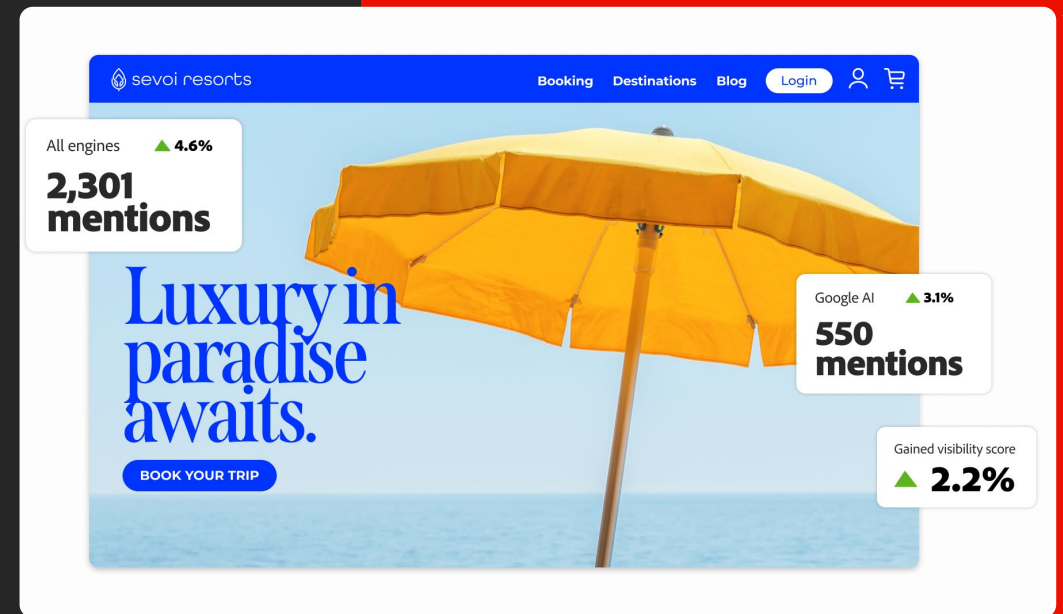 sevoi resorts
Booking Destinations Blog Login
All engines 4.6%
2,301
mentions
Luxury in
paradise
awaits.
BOOK YOUR TRIP
Google AI 3.1%
550
mentions
Gained visibility score
2.2%